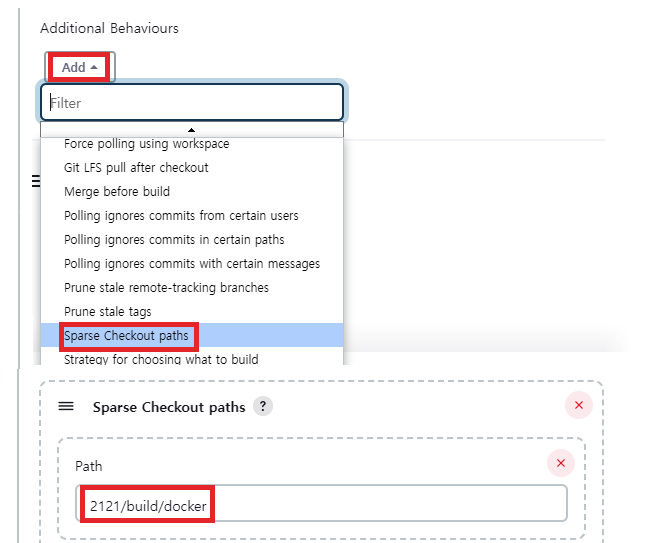 Additional Behaviours
Add
Filter
Force polling using workspace
Git LFS pull after checkout
Merge before build
Polling ignores commits from certain users
Polling ignores commits in certain paths
Polling ignores commits with certain messages
Prune stale remote-tracking branches
Prune stale tags
Sparse Checkout paths
Strategy for choosing what to build
Sparse Checkout paths ?
Path
2121/build/docker